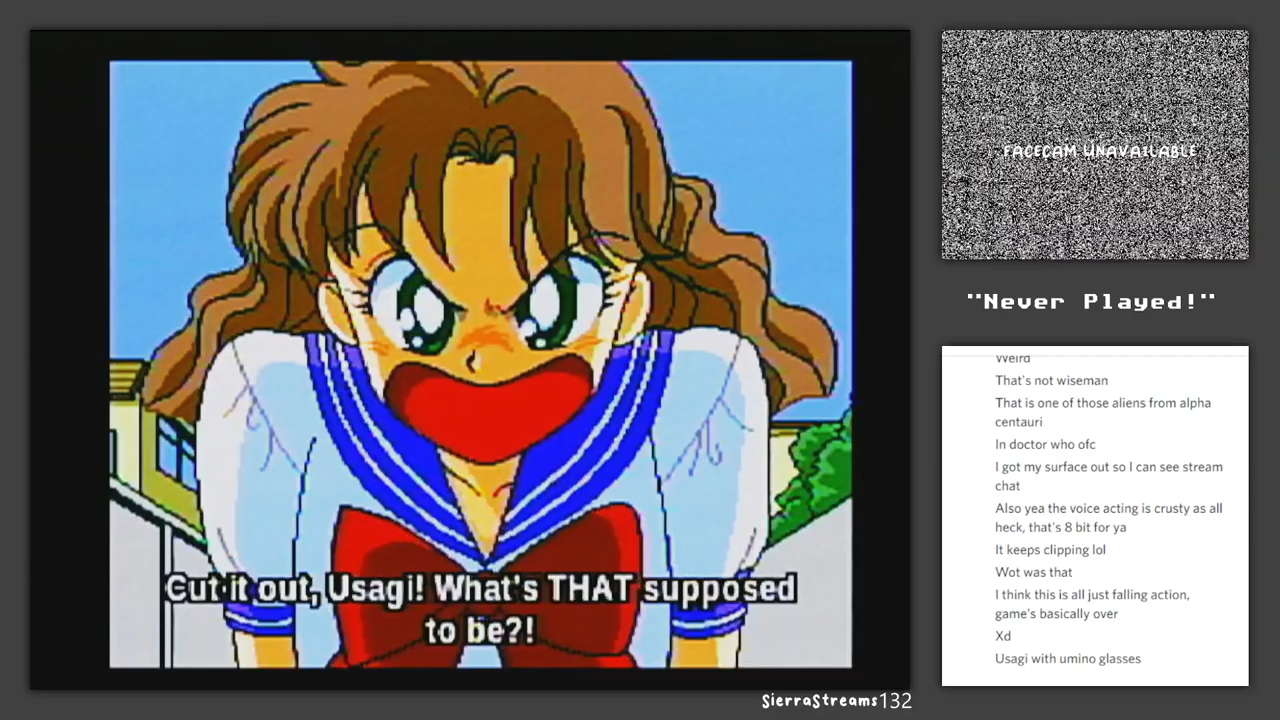 Cut it out, Usagi! What's THAT supposed
to be?!
FACECAM UNAVAILABLE
"Never Played!"
Weird
That's not wiseman
That is one of those aliens from alpha
centauri
In doctor who ofc
I got my surface out so I can see stream
chat
Also yea the voice acting is crusty as all
heck, that's 8 bit for ya
It keeps clipping lol
Wot was that
I think this is all just falling action,
game's basically over
Xd
Usagi with umino glasses
SierraStreams132